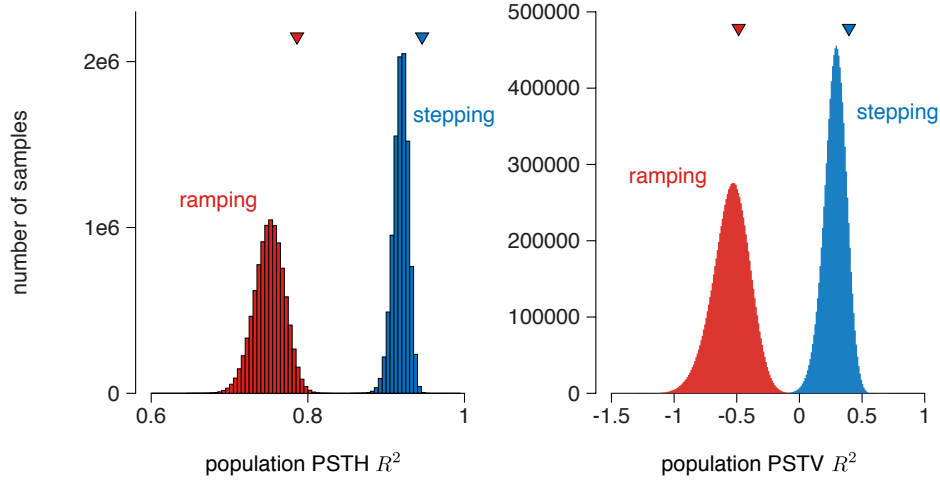 number of samples
2e6
1e6
0
0.6
0.8
1
ramping
stepping
population PSTH R²
500000
400000
300000
200000
100000
0
-1.5
-1
-0.5
0
0.5
1
ramping
stepping
population PSTV R²